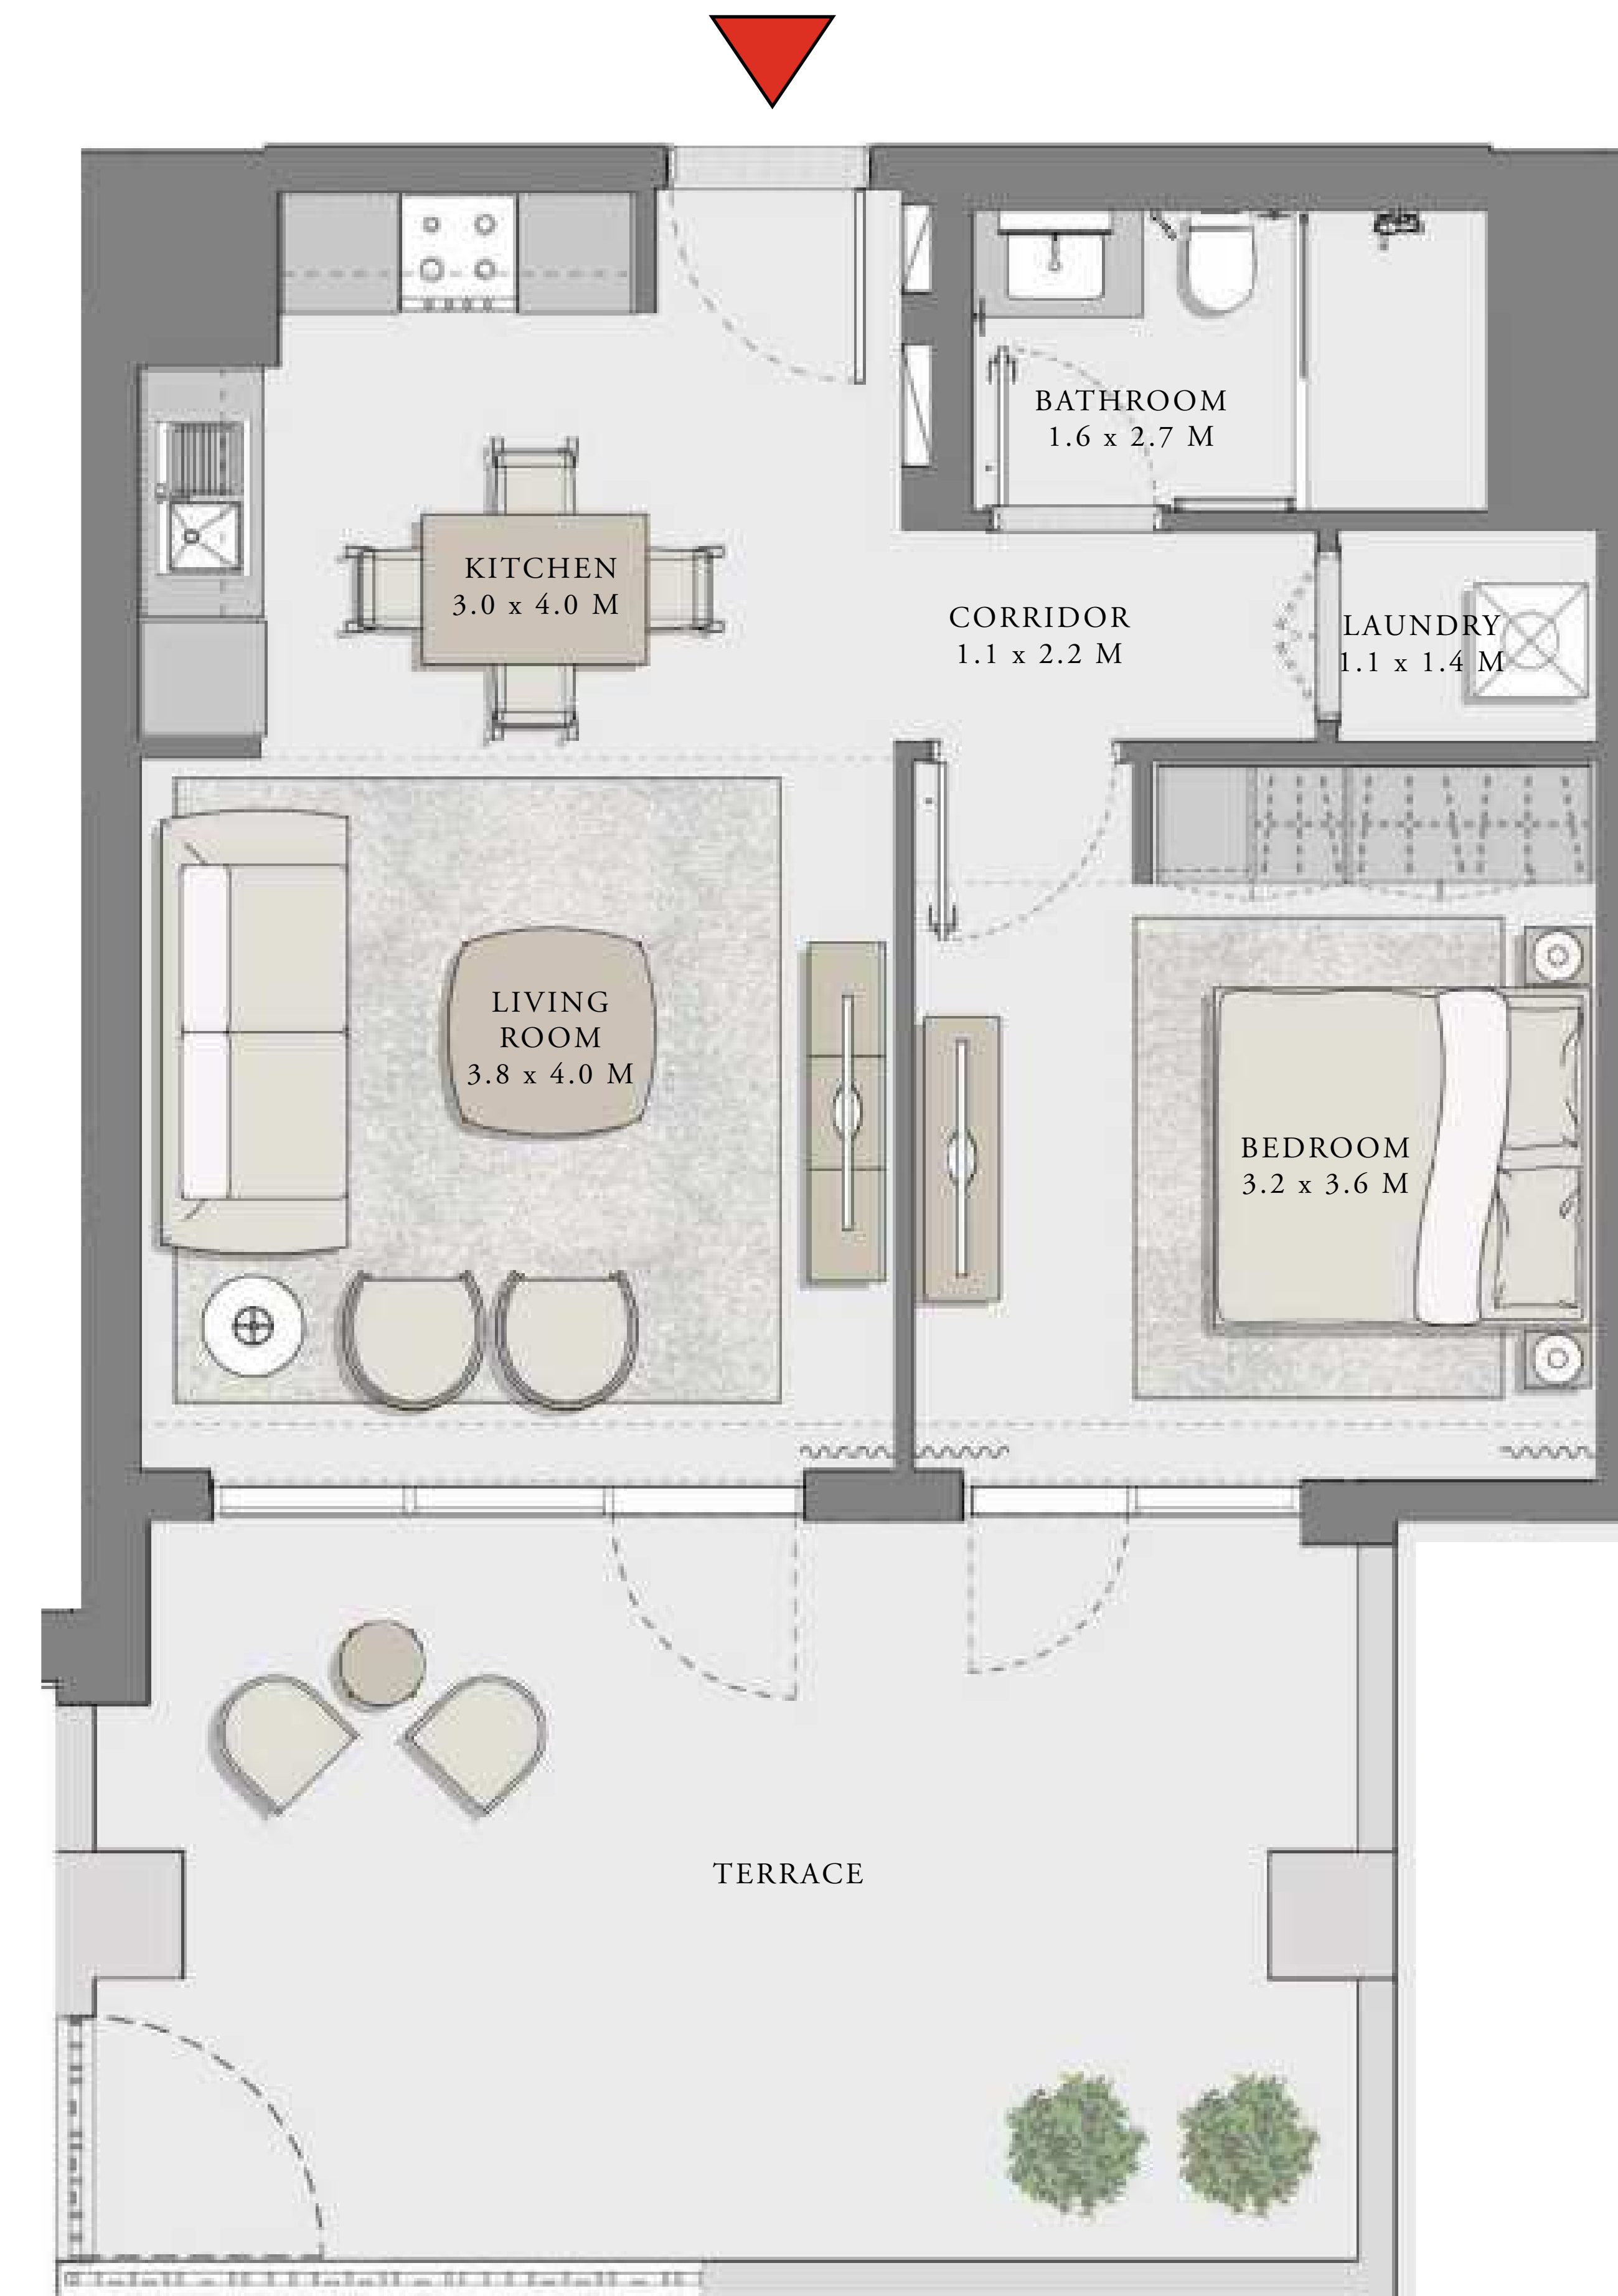 BATHROOM
1.6 x 2.7 M
KITCHEN
3.0 x 4.0 M
CORRIDOR
1.1 x 2.2 M
LAUNDRY
1.1 x 1.4 M
LIVING
ROOM
3.8 x 4.0 M
BEDROOM
3.2 x 3.6 M
TERRACE